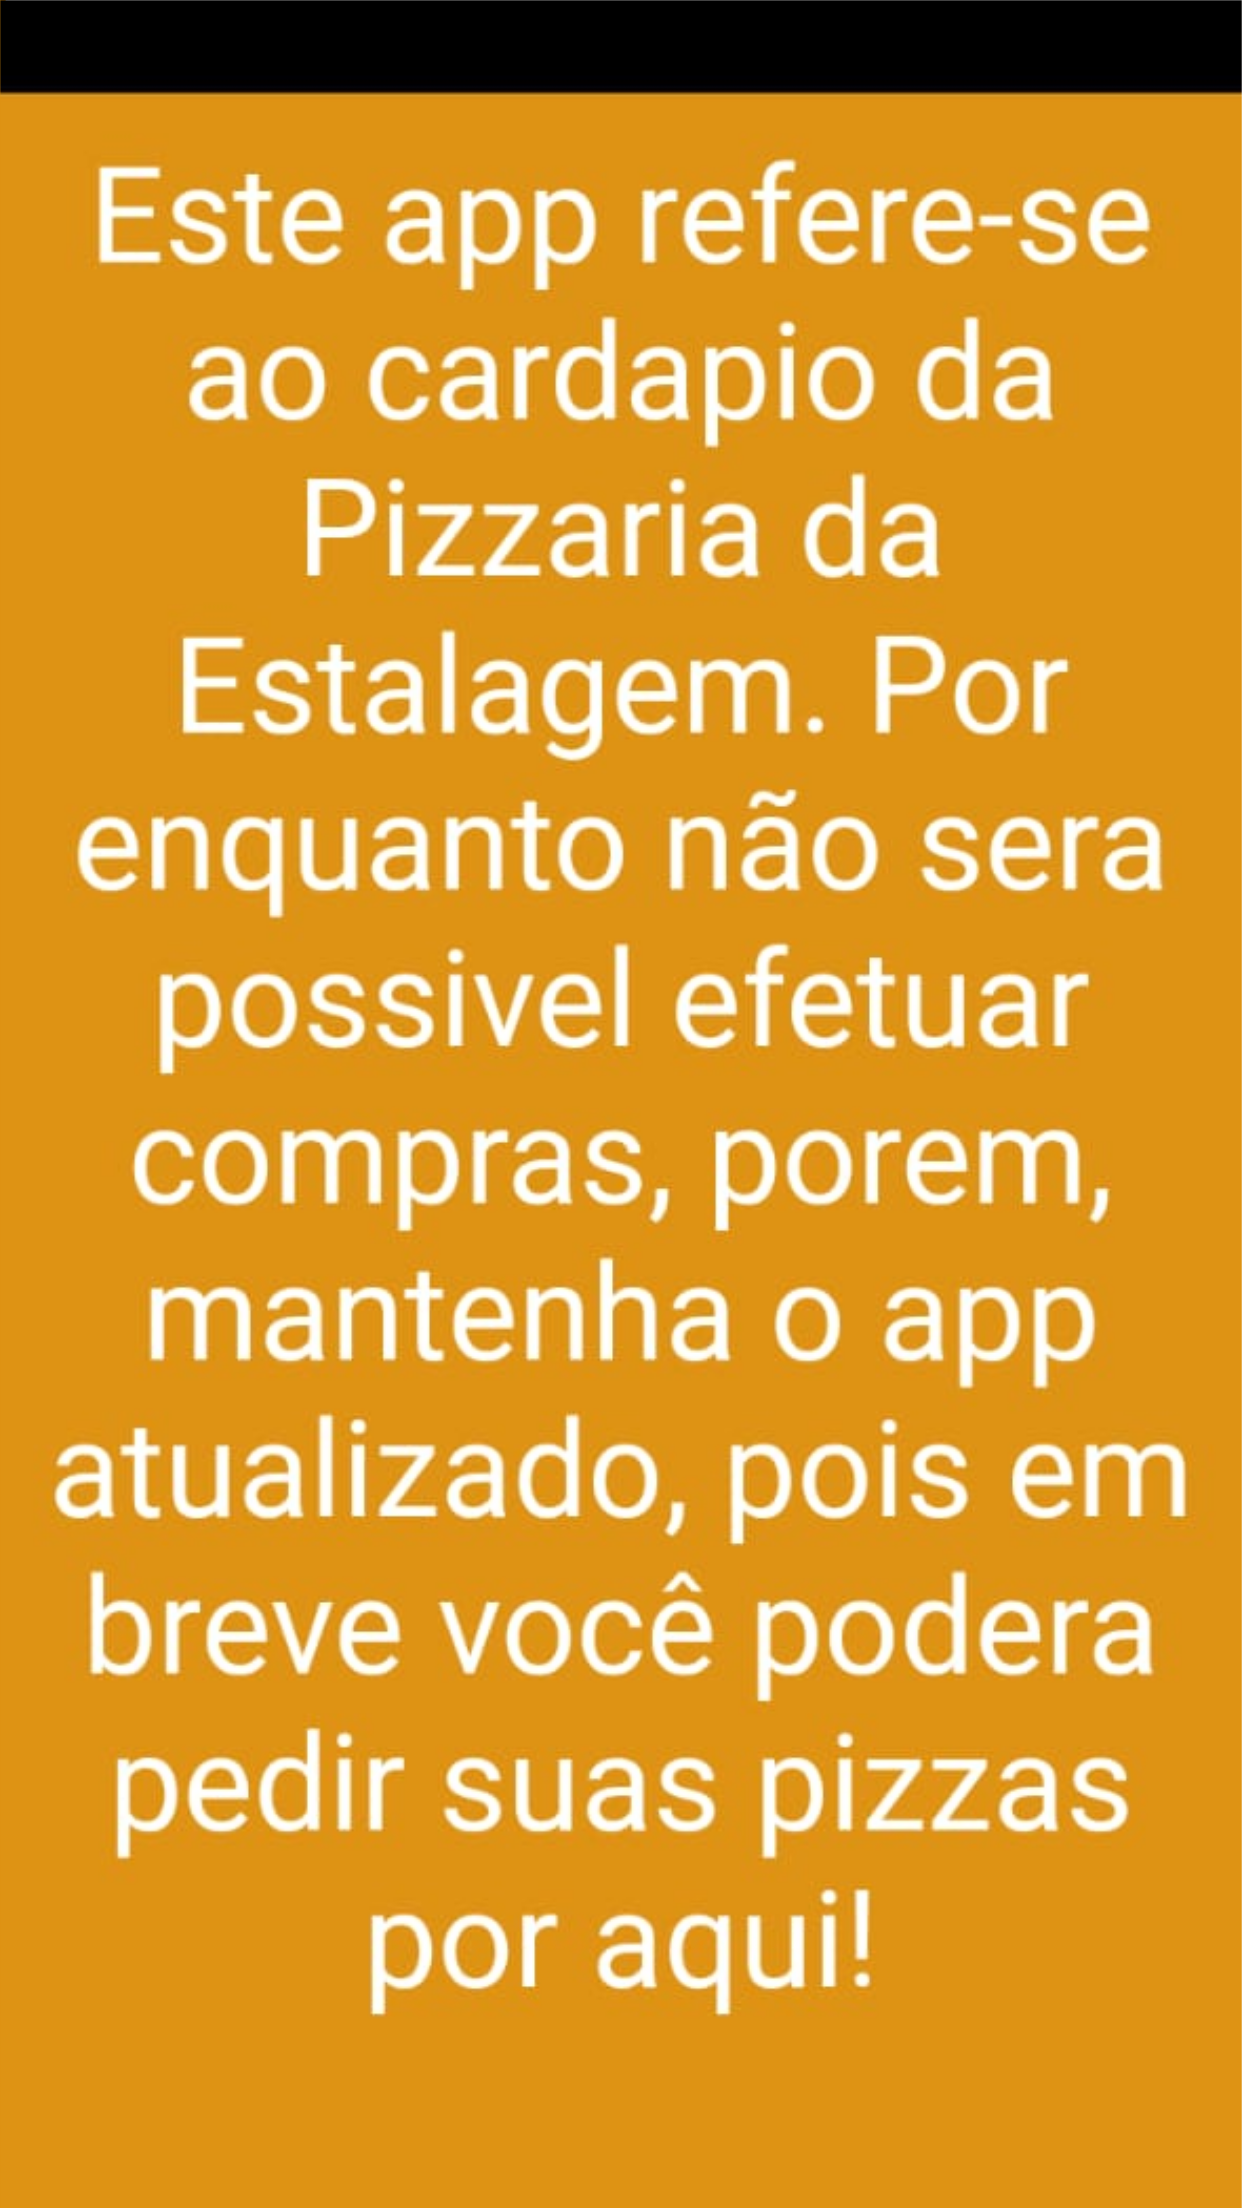 Este app refere-se
ao cardapio da
Pizzaria da
Estalagem. Por
enquanto não sera
possivel efetuar
compras, porem,
mantenha o app
atualizado, pois em
breve você podera
pedir suas pizzas
por aqui!